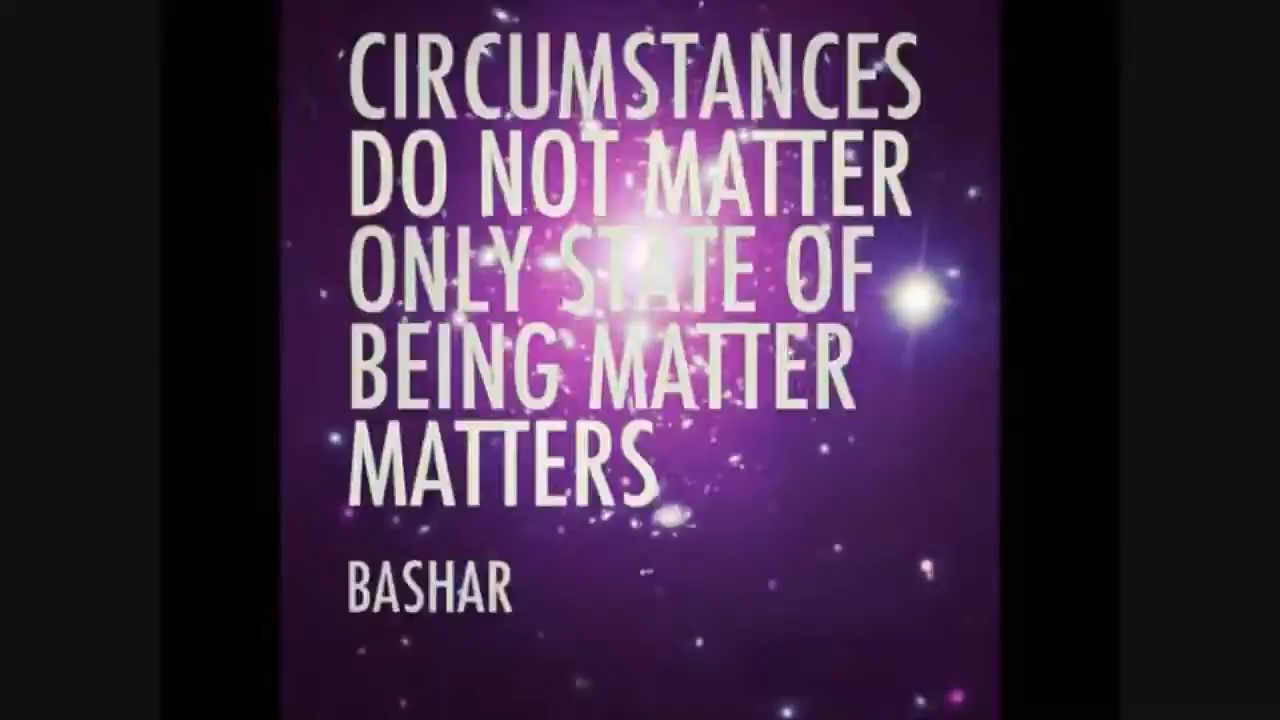 CIRCUMSTANCES
DO NOT MATTER
ONLY STATE OF
BEING MATTER
MATTERS
BASHAR